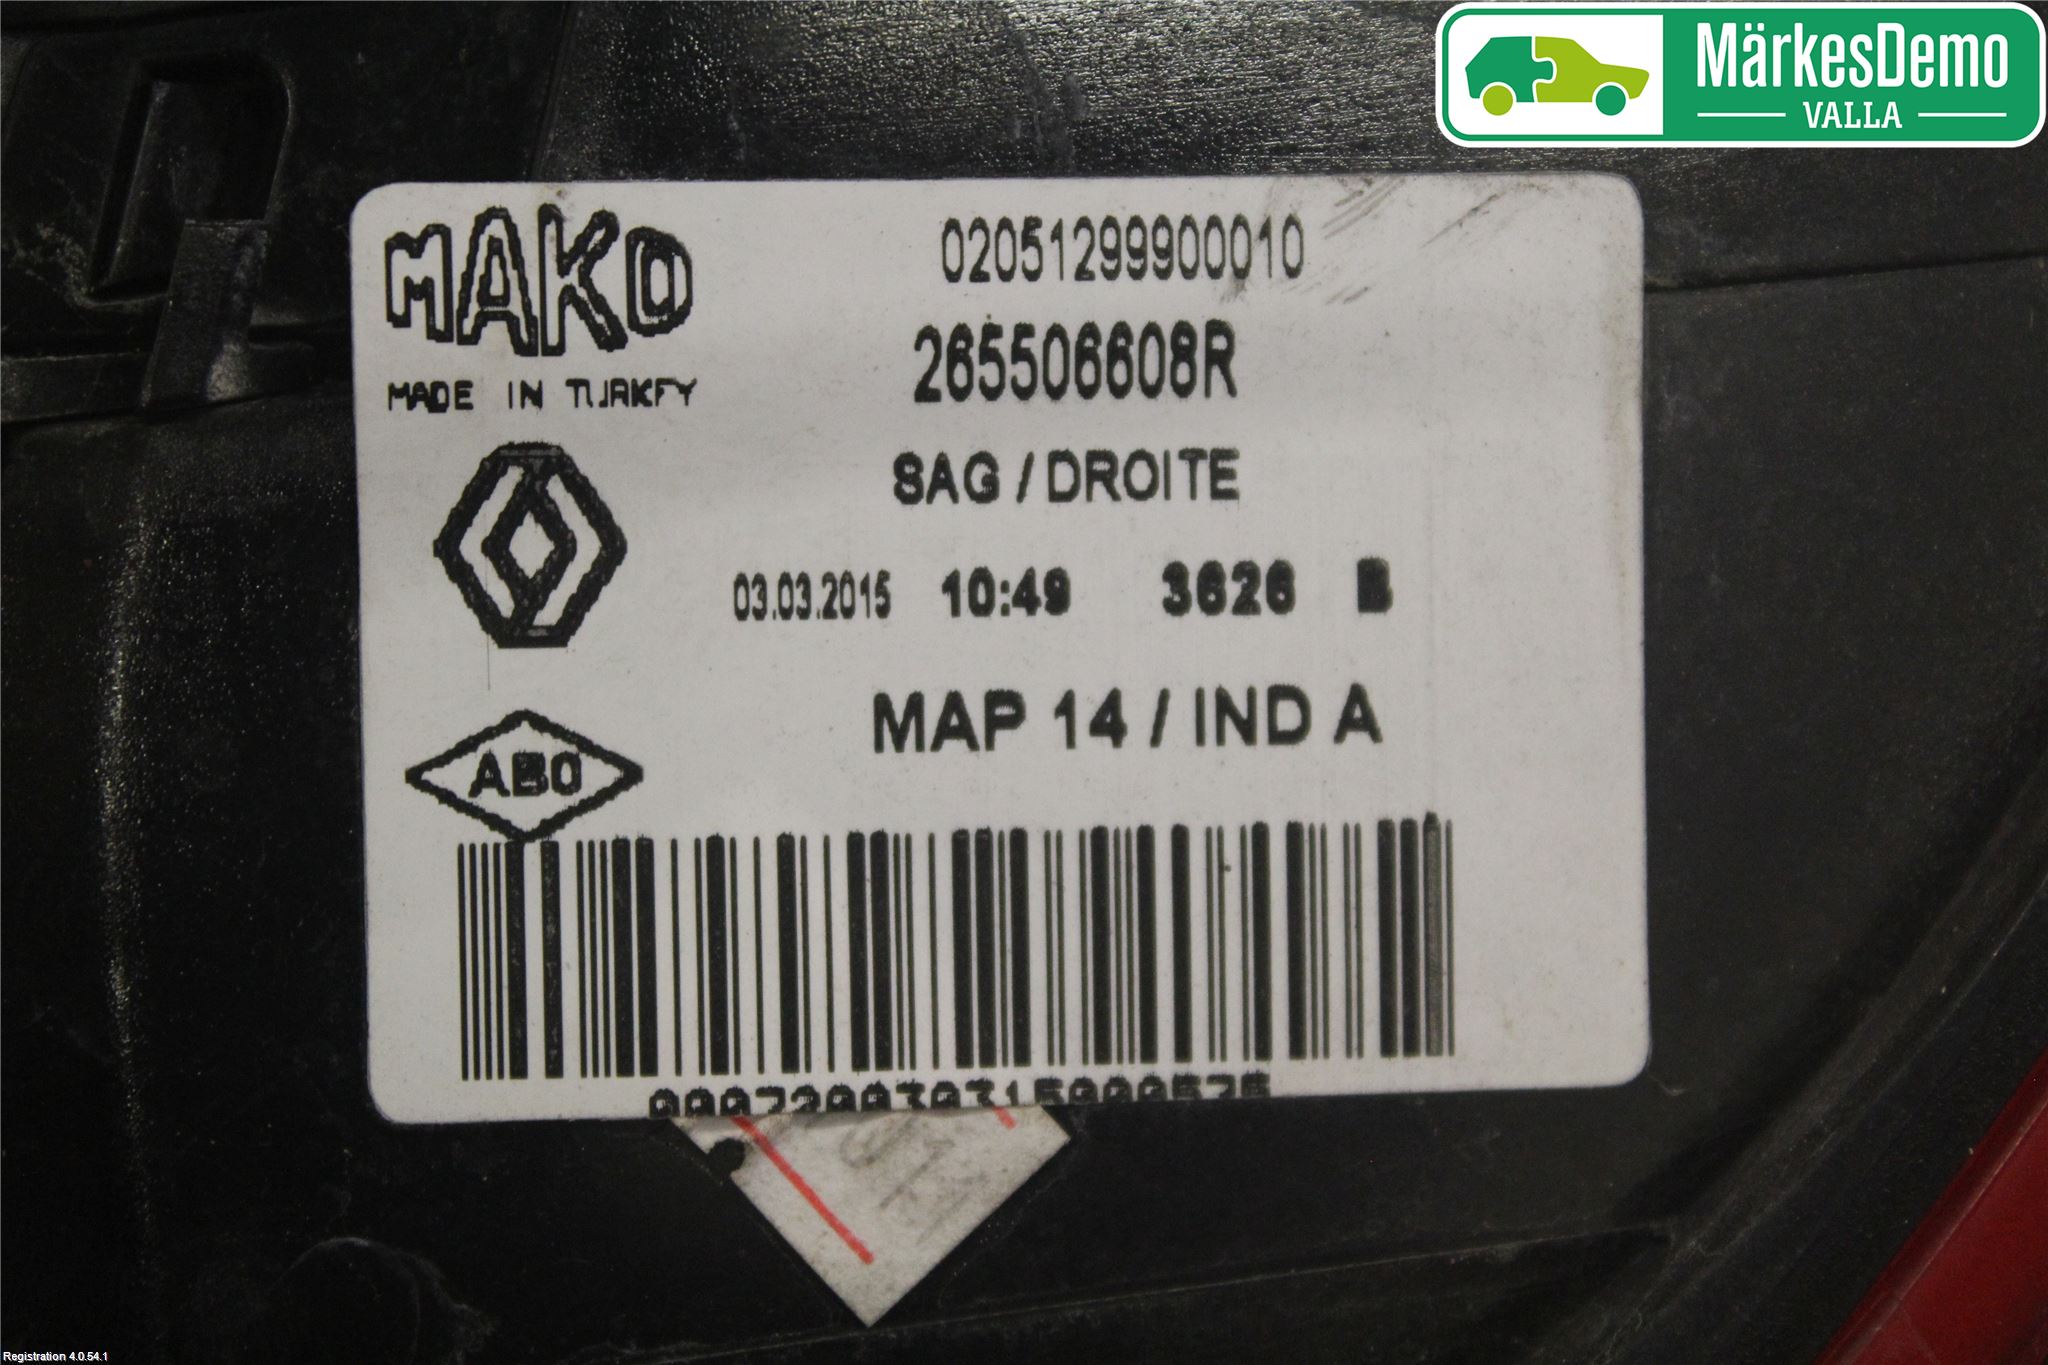 MärkesDemo
VALLA
MAKO
MADE IN TURKEY
02051299900010
265506608R
SAG / DROITE
03.03.2015 10:49 3626 B
MAP 14 / IND A
ABO
Registration 4.0.54.1